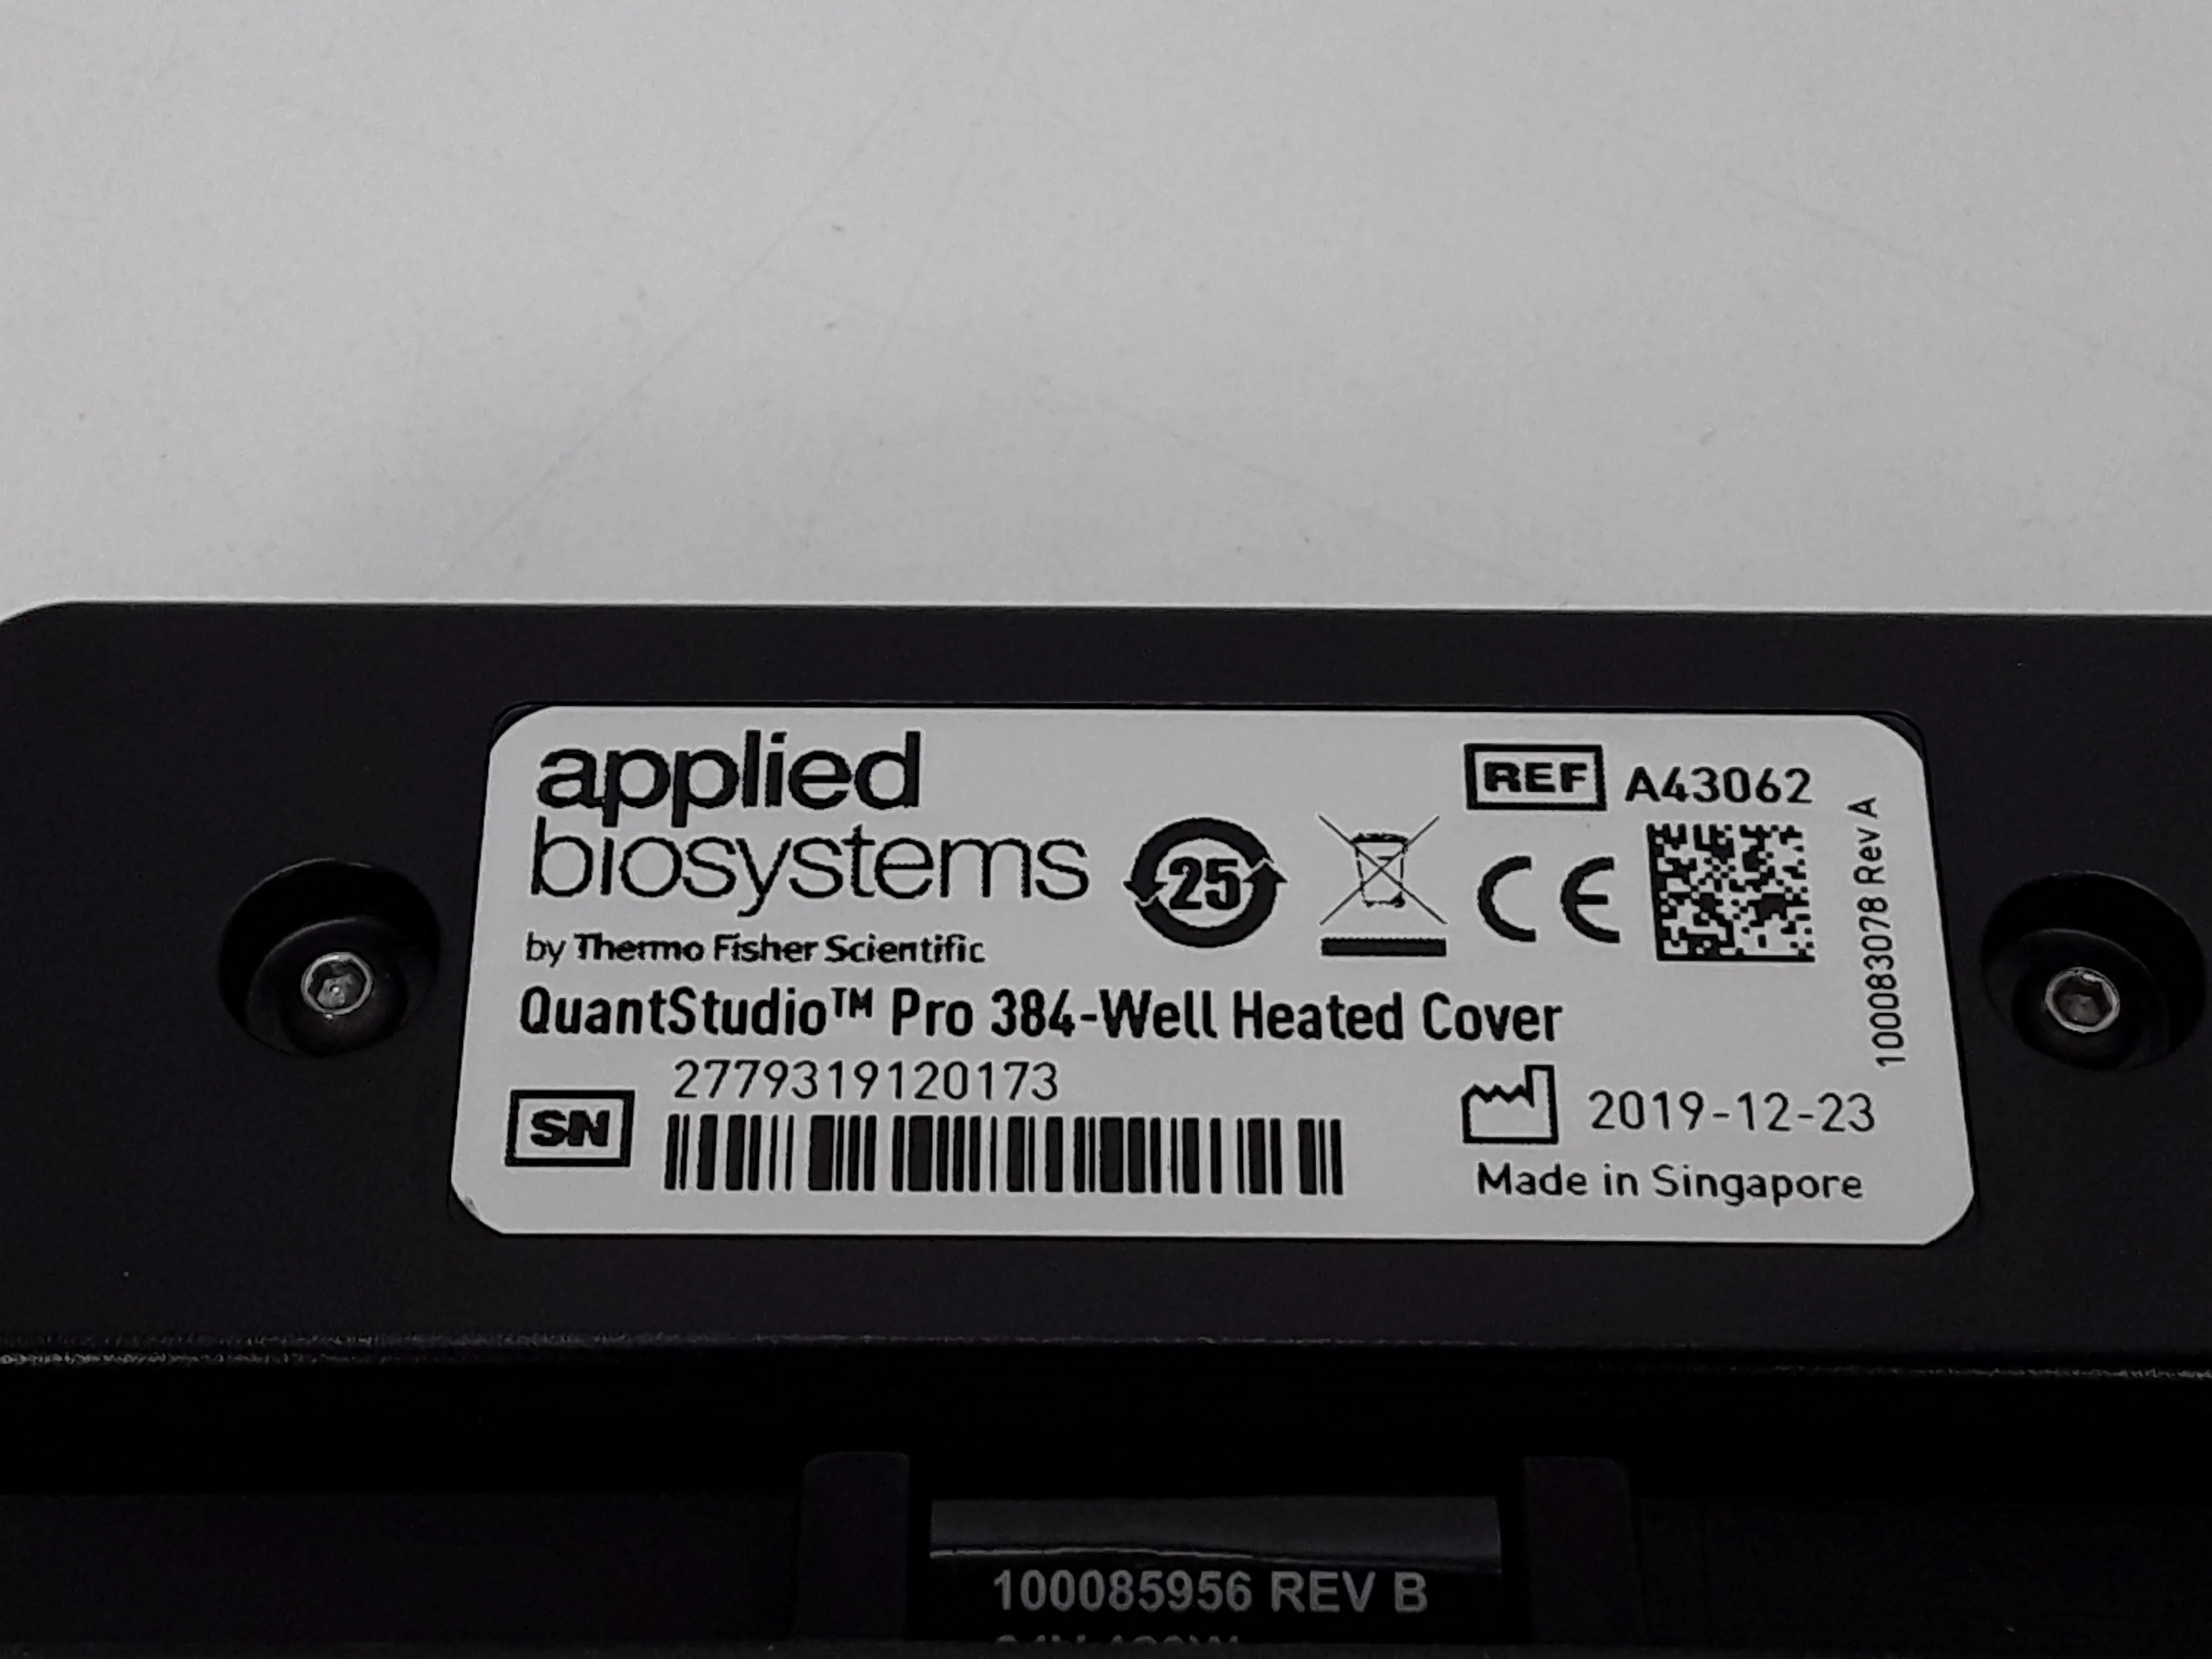 applied
biosystems
by Thermo Fisher Scientific
25
REF A43062
CE
100083078 Rev A
QuantStudio™ Pro 384-Well Heated Cover
SN 2779319120173
2019-12-23
Made in Singapore
100085956 REV B